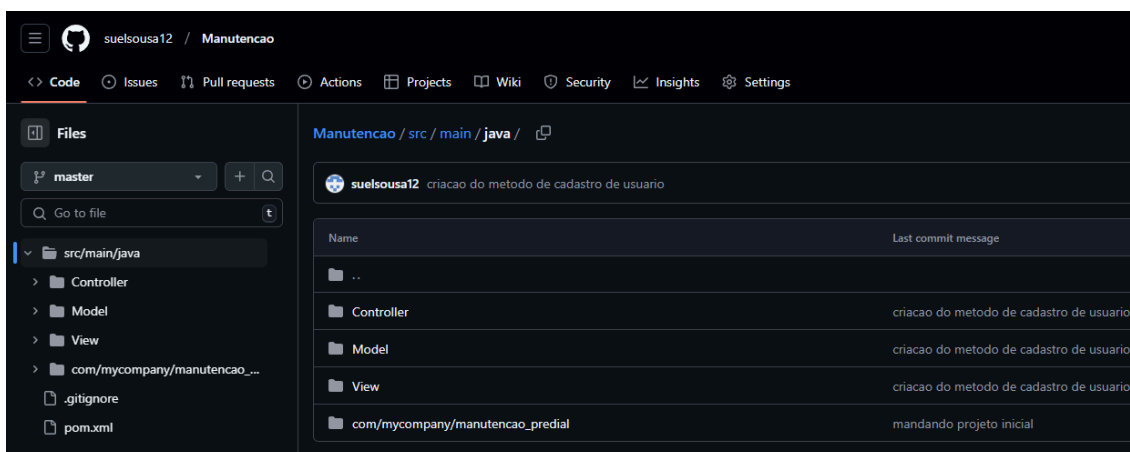 suelsousa12 / Manutencao
Code Issues Pull requests Actions Projects Wiki Security Insights Settings
Files
master
Go to file t
src/main/java
Controller
Model
View
com/mycompany/manutencao_...
.gitignore
pom.xml
Manutencao / src / main / java /
suelsousa12 criacao do metodo de cadastro de usuario
Name Last commit message
..
Controller criacao do metodo de cadastro de usuario
Model criacao do metodo de cadastro de usuario
View criacao do metodo de cadastro de usuario
com/mycompany/manutencao_predial mandando projeto inicial